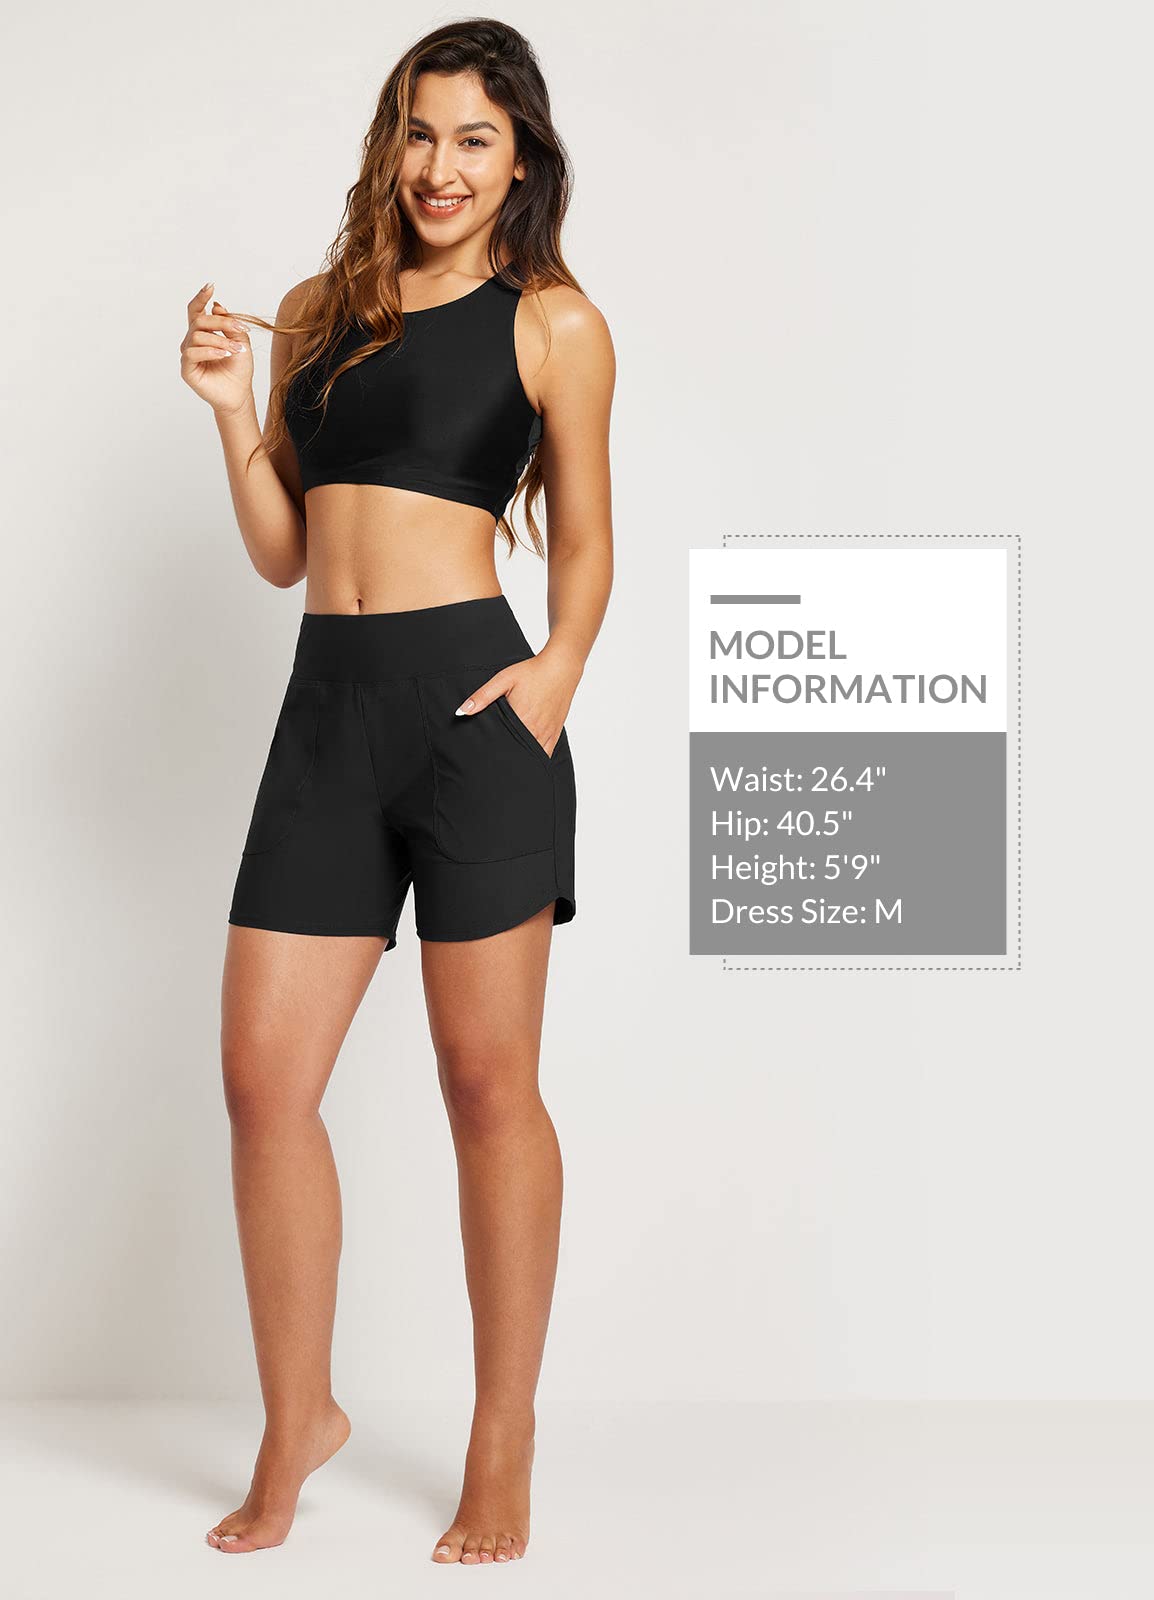 MODEL
INFORMATION
Waist: 26.4"
Hip: 40.5"
Height: 5'9"
Dress Size: M